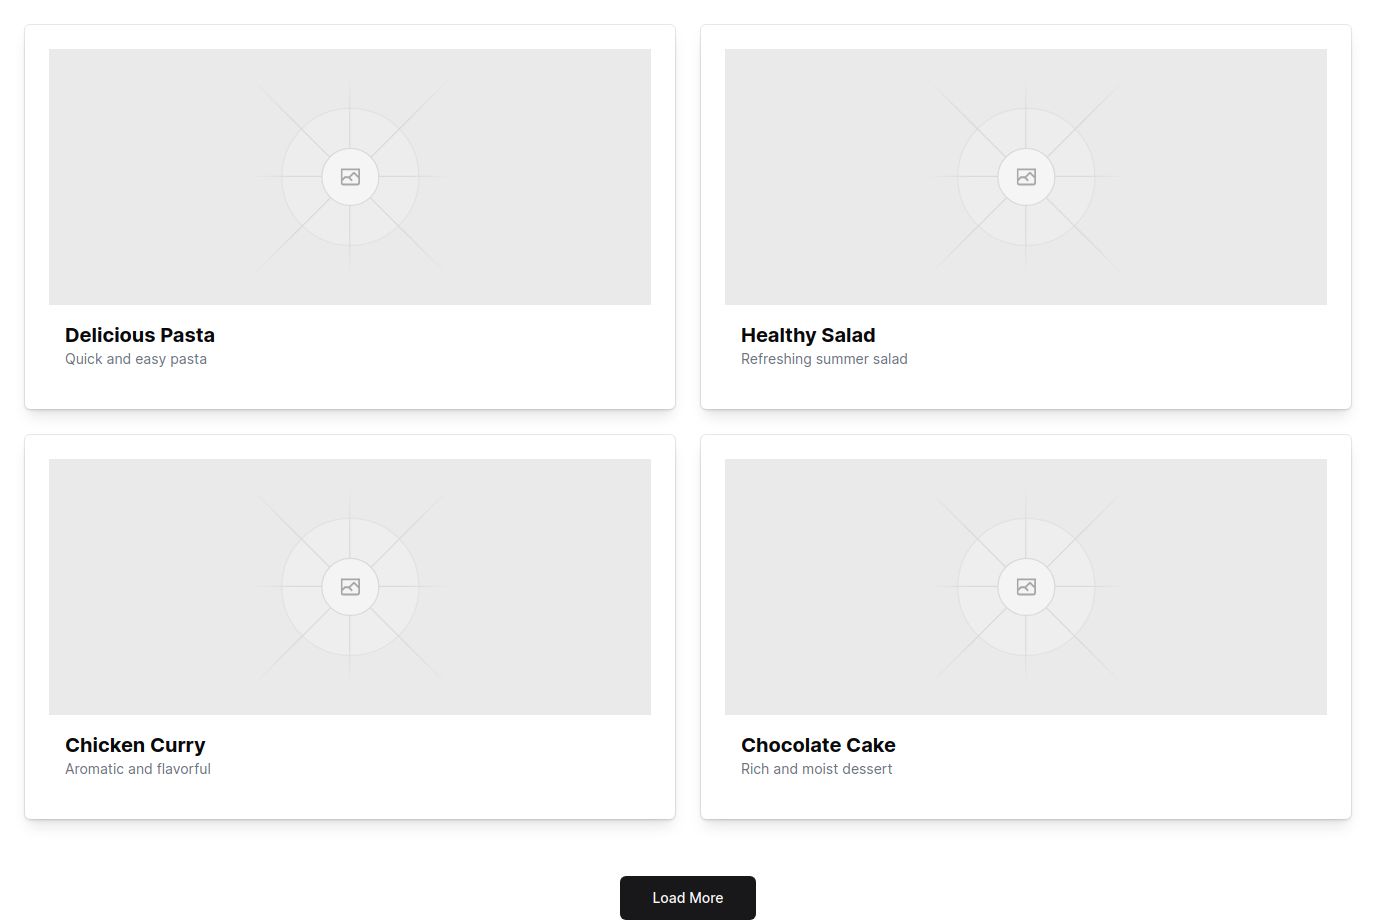 Delicious Pasta
Quick and easy pasta
Healthy Salad
Refreshing summer salad
Chicken Curry
Aromatic and flavorful
Chocolate Cake
Rich and moist dessert
Load More